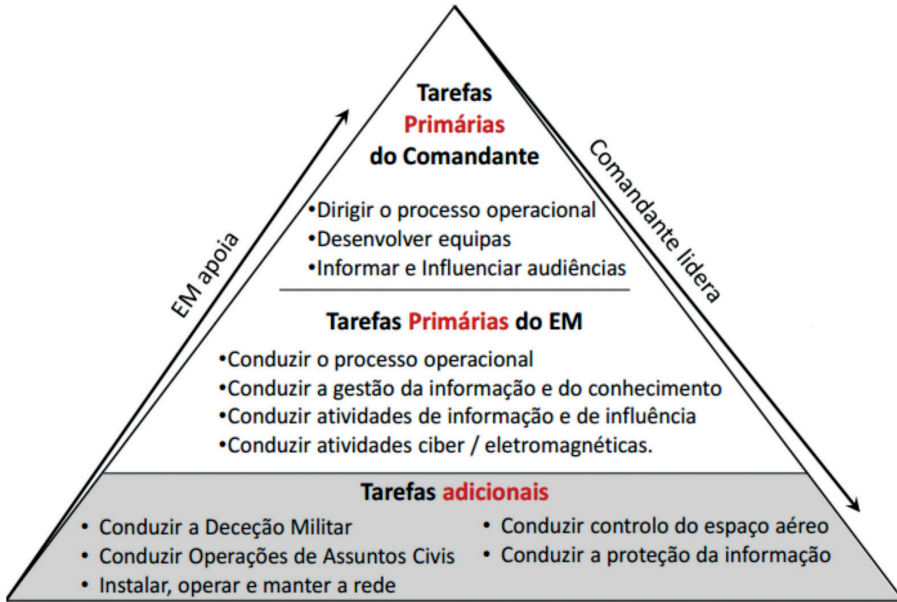 Tarefas
Primárias
do Comandante
•Dirigir o processo operacional
•Desenvolver equipas
•Informar e Influenciar audiências
EM apoia
Comandante lidera
Tarefas Primárias do EM
•Conduzir o processo operacional
•Conduzir a gestão da informação e do conhecimento
•Conduzir atividades de informação e de influência
•Conduzir atividades ciber / eletromagnéticas.
Tarefas adicionais
• Conduzir a Deceção Militar
• Conduzir Operações de Assuntos Civis
• Instalar, operar e manter a rede
• Conduzir controlo do espaço aéreo
• Conduzir a proteção da informação